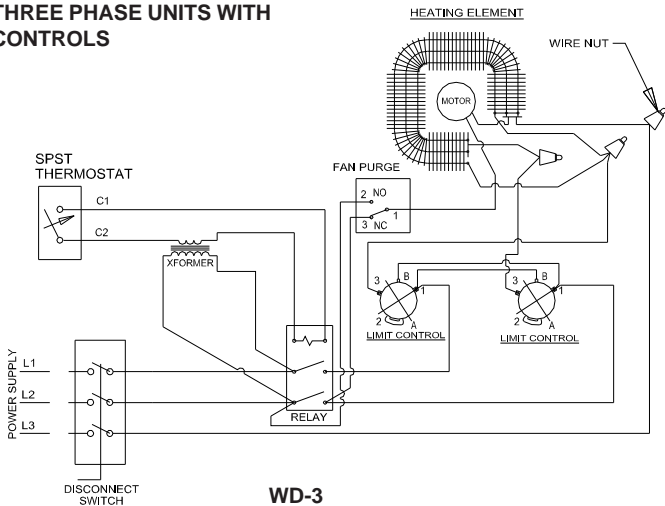 THREE PHASE UNITS WITH
CONTROLS
HEATING ELEMENT
WIRE NUT
MOTOR
SPST
THERMOSTAT
FAN PURGE
C1
2 NO
1
3 NC
C2
XFORMER
3 B 1
2 A
LIMIT CONTROL
3 B 1
2 A
LIMIT CONTROL
POWER SUPPLY
L1
L2
L3
RELAY
DISCONNECT
SWITCH
WD-3